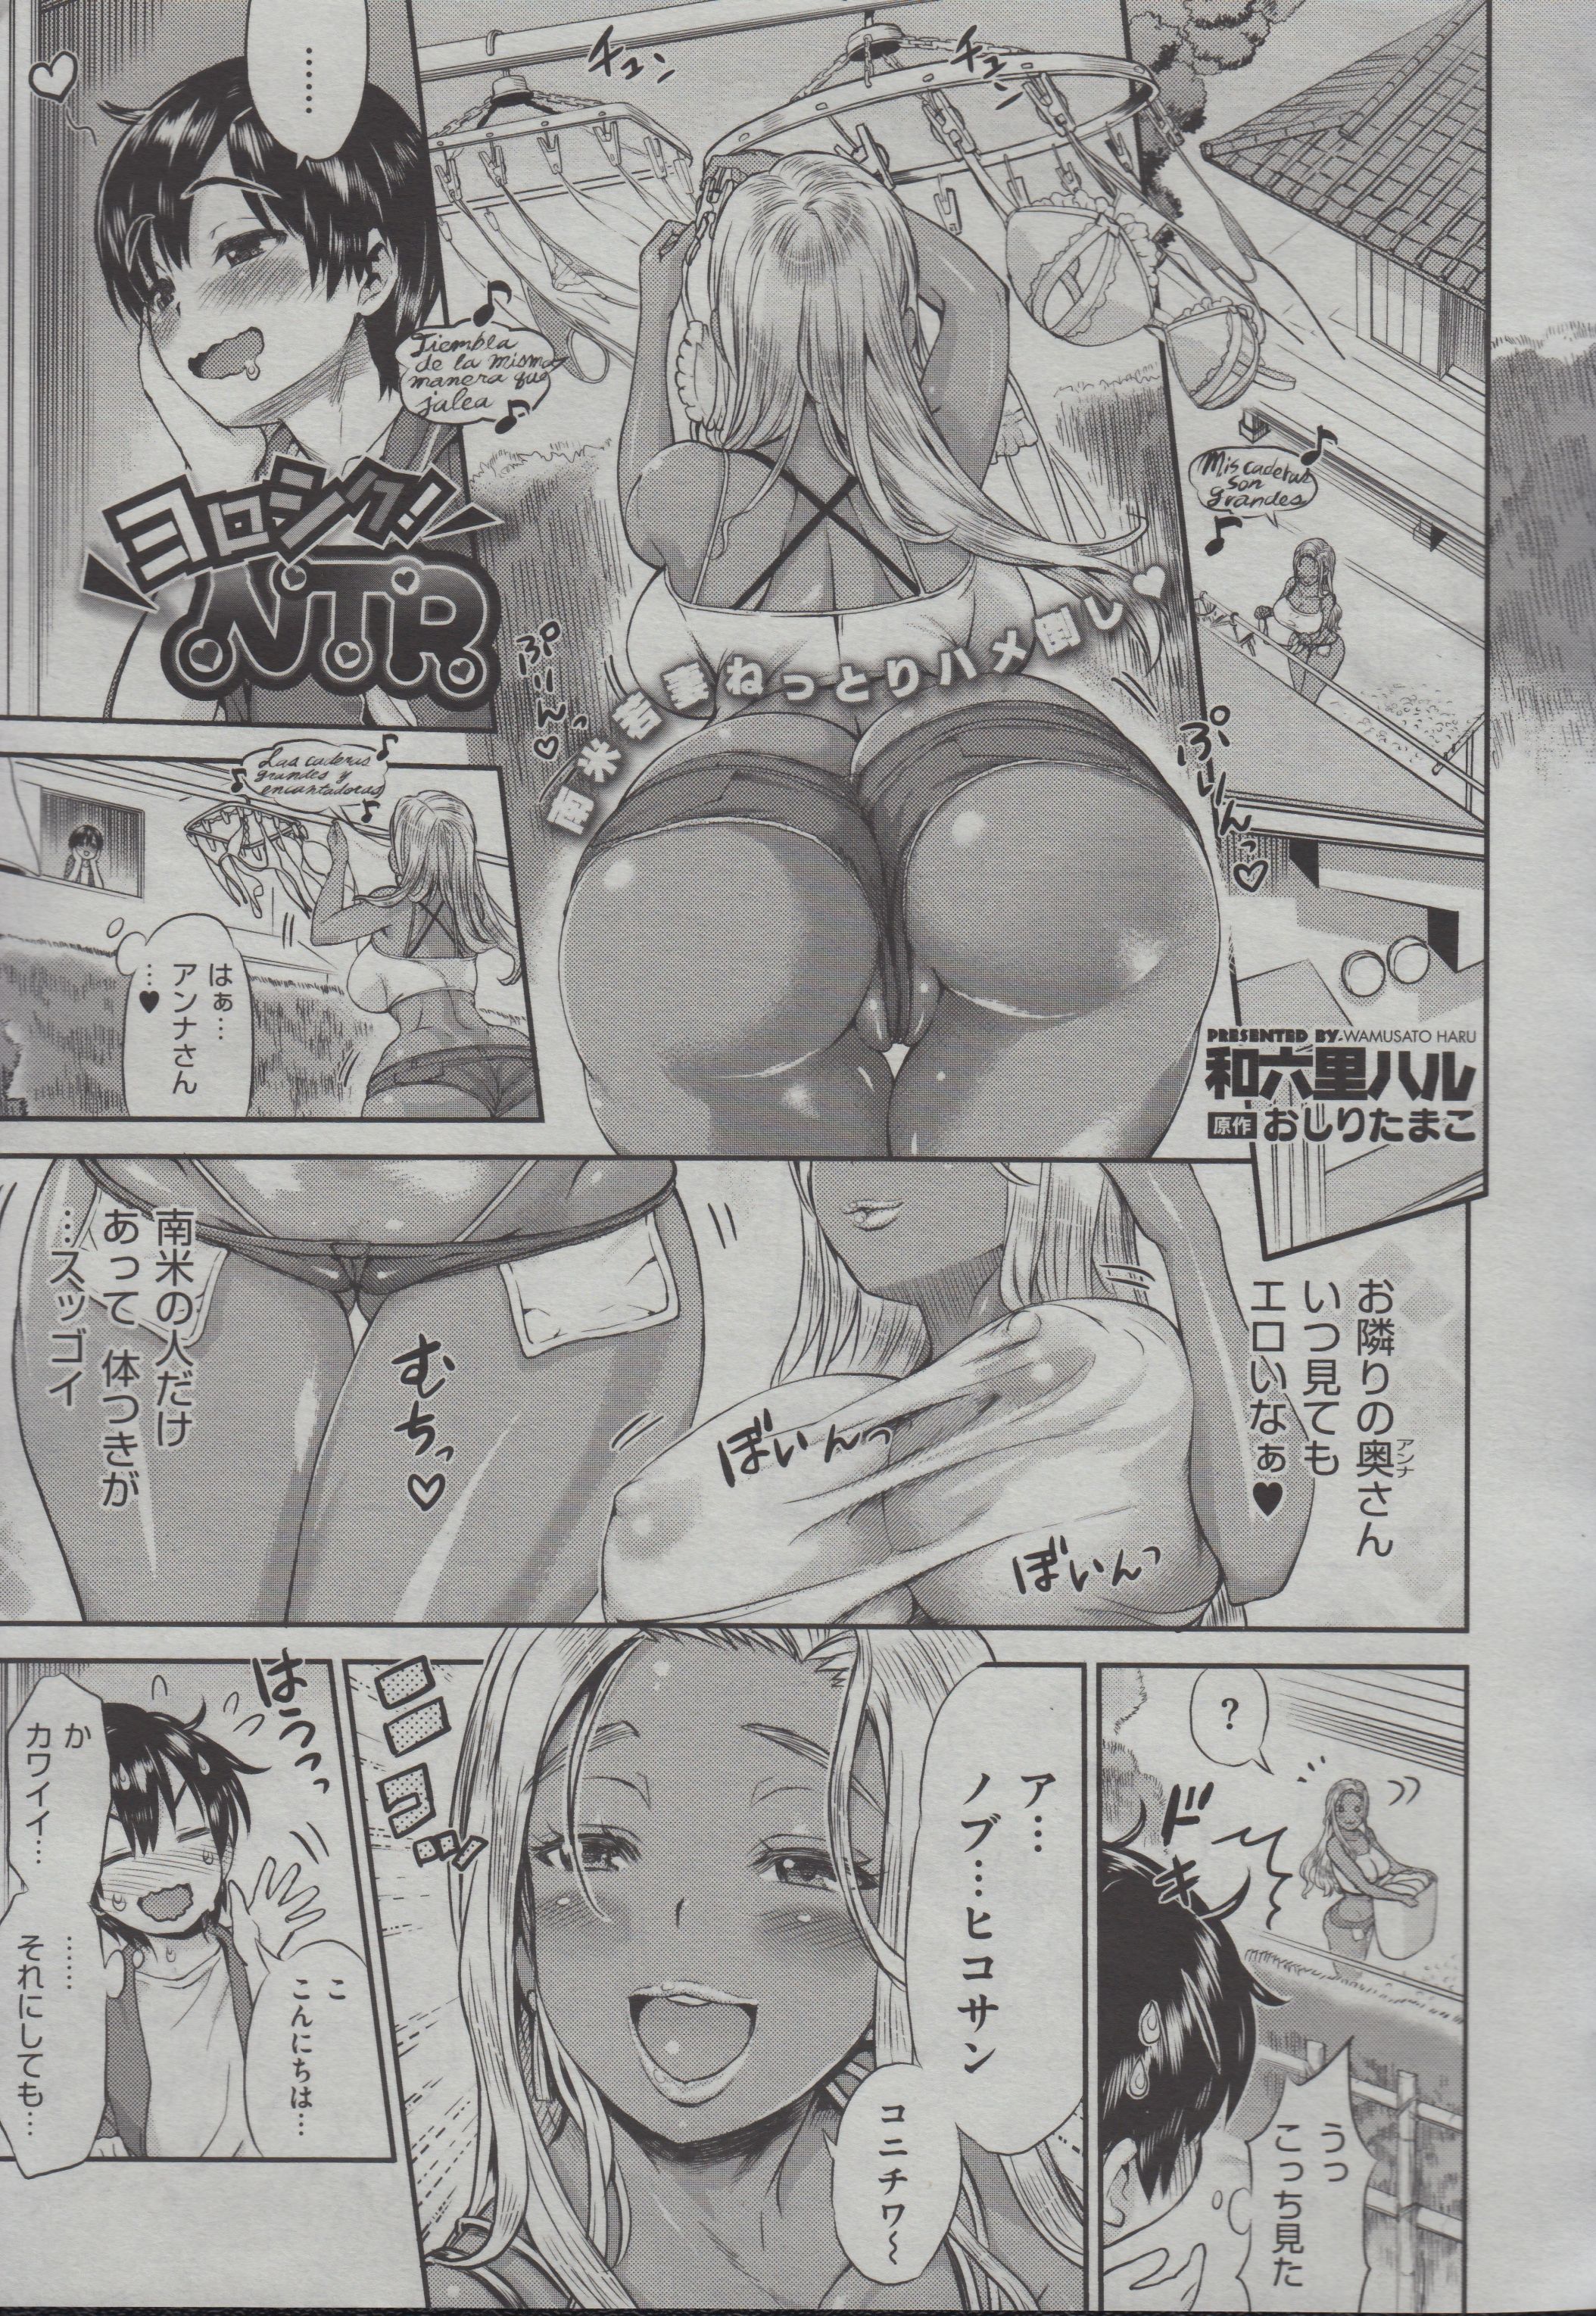 チュン
チュン
Mis caderas
son
grandes
Tiembla
de la misma
manera que
jalea
……
ぷりんっ
ぷりんっ♡
南米若妻ねっとりハメ倒し♥
ヨロシク!
NTR
PRESENTED BY WAMUSATO HARU
和六里ハル
原作 おしりたまこ
Las caderas
grandes y
encantadoras
はぁ…
アンナさん
…♥
お隣りの奥さん
アンナ
いつ見ても
エロいなぁ♥
ぼいんっ
ぼいんっ
むちっ♡
南米の人だけ
あって 体つきが
…スッゴイ
?
ドキ
うっ
こっち見た
ア…
ノブ…ヒコサン
コニチワ〜
ニコッ
はうっっ
こ
こんにちは…
か
カワイイ…
……
それにしても…